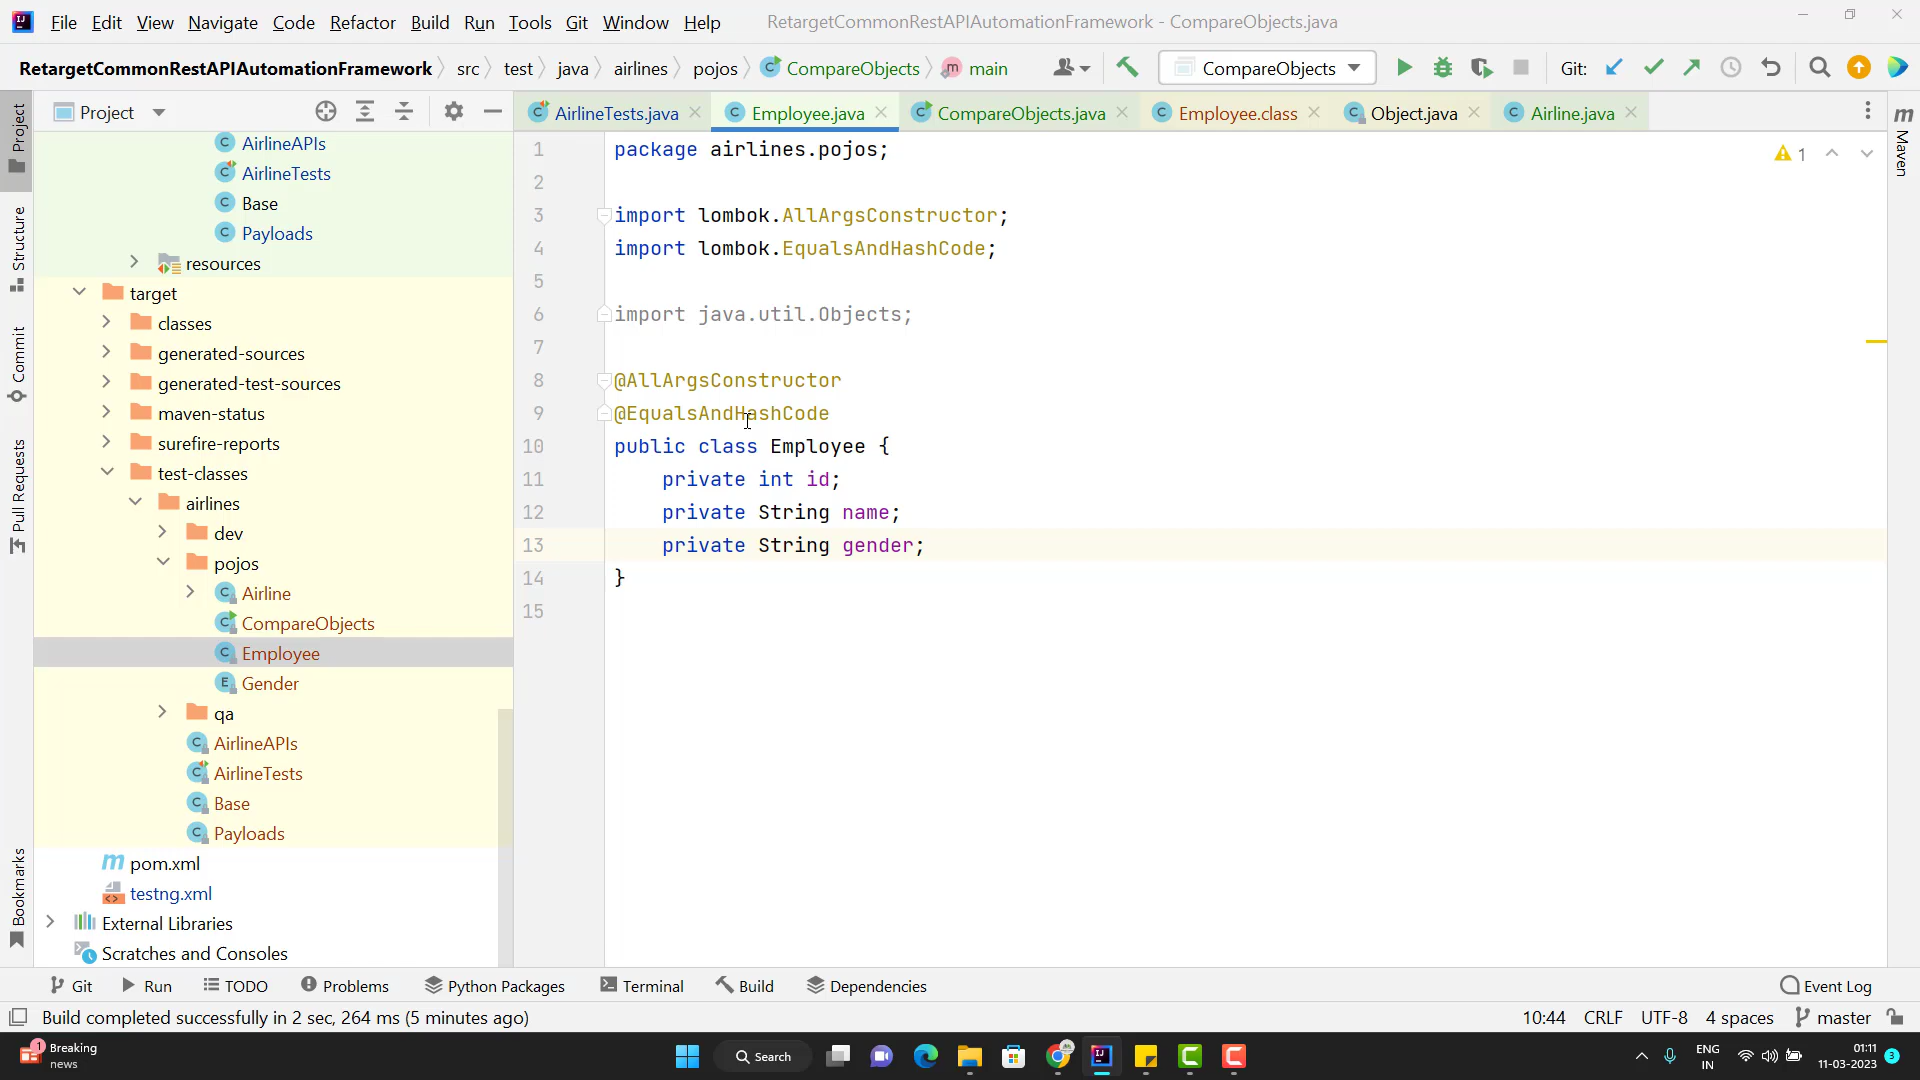 File Edit View Navigate Code Refactor Build Run Tools Git Window Help RetargetCommonRestAPIAutomationFramework - CompareObjects.java
RetargetCommonRestAPIAutomationFramework src test java airlines pojos CompareObjects main CompareObjects Git:
Project
AirlineTests.java Employee.java CompareObjects.java Employee.class Object.java Airline.java
AirlineAPIs
AirlineTests
Base
Payloads
resources
target
classes
generated-sources
generated-test-sources
maven-status
surefire-reports
test-classes
airlines
dev
pojos
Airline
CompareObjects
Employee
Gender
qa
AirlineAPIs
AirlineTests
Base
Payloads
pom.xml
testng.xml
External Libraries
Scratches and Consoles
Project
Structure
Commit
Pull Requests
Bookmarks
1 package airlines.pojos;
2
3 import lombok.AllArgsConstructor;
4 import lombok.EqualsAndHashCode;
5
6 import java.util.Objects;
7
8 @AllArgsConstructor
9 @EqualsAndHashCode
10 public class Employee {
11 private int id;
12 private String name;
13 private String gender;
14 }
15
1
Maven
Git Run TODO Problems Python Packages Terminal Build Dependencies Event Log
Build completed successfully in 2 sec, 264 ms (5 minutes ago) 10:44 CRLF UTF-8 4 spaces master
1 Breaking
news
Search
ENG
IN
01:11
11-03-2023
3